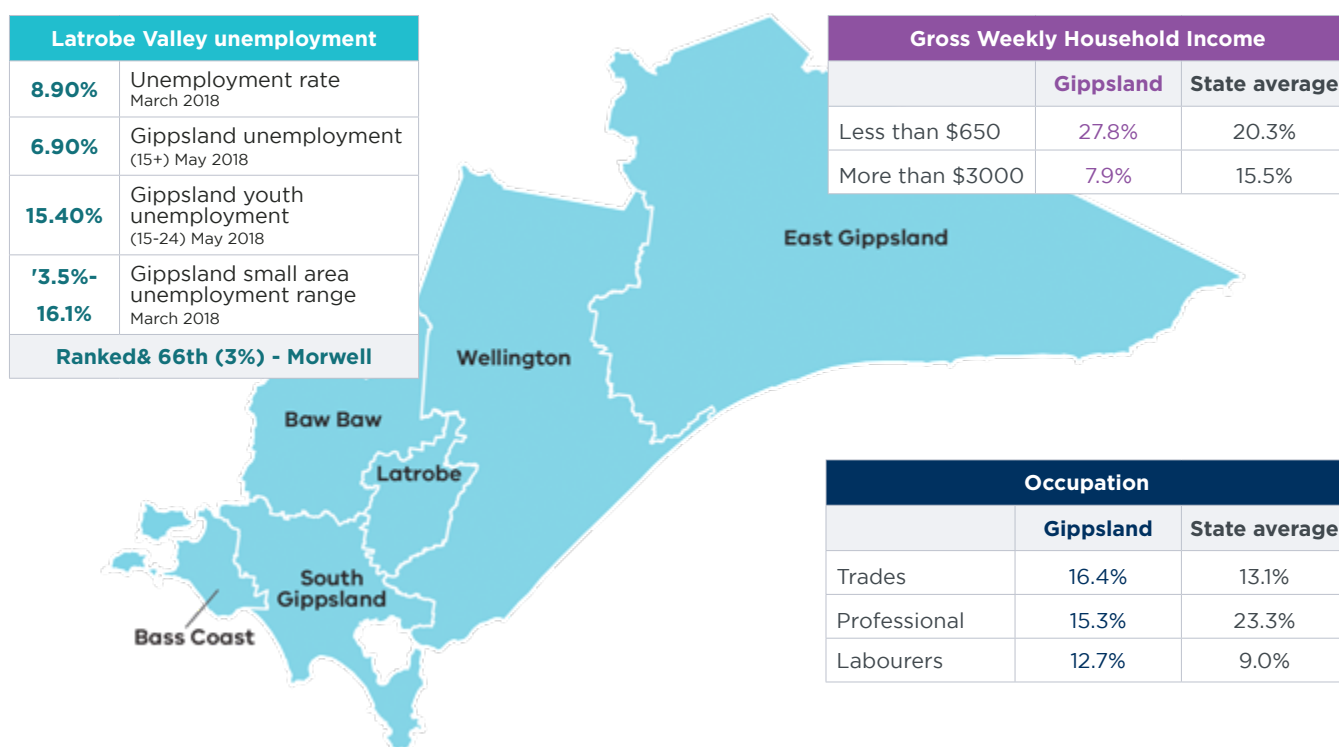 Latrobe Valley unemployment
8.90% Unemployment rate
March 2018
6.90% Gippsland unemployment
(15+) May 2018
15.40% Gippsland youth
unemployment
(15-24) May 2018
'3.5%-
16.1%
Gippsland small area
unemployment range
March 2018
Ranked& 66th (3%) - Morwell
Gross Weekly Household Income
Gippsland State average
Less than $650 27.8% 20.3%
More than $3000 7.9% 15.5%
East Gippsland
Wellington
Baw Baw
Latrobe
South
Gippsland
Bass Coast
Occupation
Gippsland State average
Trades 16.4% 13.1%
Professional 15.3% 23.3%
Labourers 12.7% 9.0%